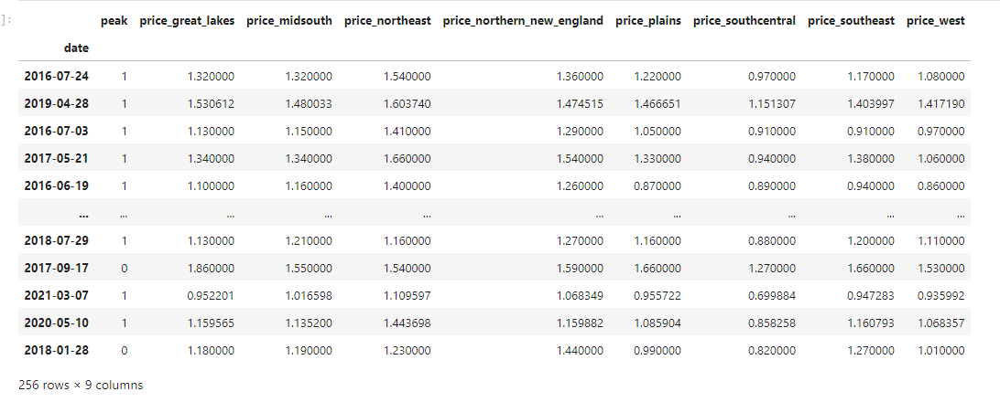 ]:
peak price_great_lakes price_midsouth price_northeast price_northern_new_england price_plains price_southcentral price_southeast price_west
date
2016-07-24 1 1.320000 1.320000 1.540000 1.360000 1.220000 0.970000 1.170000 1.080000
2019-04-28 1 1.530612 1.480033 1.603740 1.474515 1.466651 1.151307 1.403997 1.417190
2016-07-03 1 1.130000 1.150000 1.410000 1.290000 1.050000 0.910000 0.910000 0.970000
2017-05-21 1 1.340000 1.340000 1.660000 1.540000 1.330000 0.940000 1.380000 1.060000
2016-06-19 1 1.100000 1.160000 1.400000 1.260000 0.870000 0.890000 0.940000 0.860000
... ... ... ... ... ... ... ... ... ...
2018-07-29 1 1.130000 1.210000 1.160000 1.270000 1.160000 0.880000 1.200000 1.110000
2017-09-17 0 1.860000 1.550000 1.540000 1.590000 1.660000 1.270000 1.660000 1.530000
2021-03-07 1 0.952201 1.016598 1.109597 1.068349 0.955722 0.699884 0.947283 0.935992
2020-05-10 1 1.159565 1.135200 1.443698 1.159882 1.085904 0.858258 1.160793 1.068357
2018-01-28 0 1.180000 1.190000 1.230000 1.440000 0.990000 0.820000 1.270000 1.010000
256 rows × 9 columns